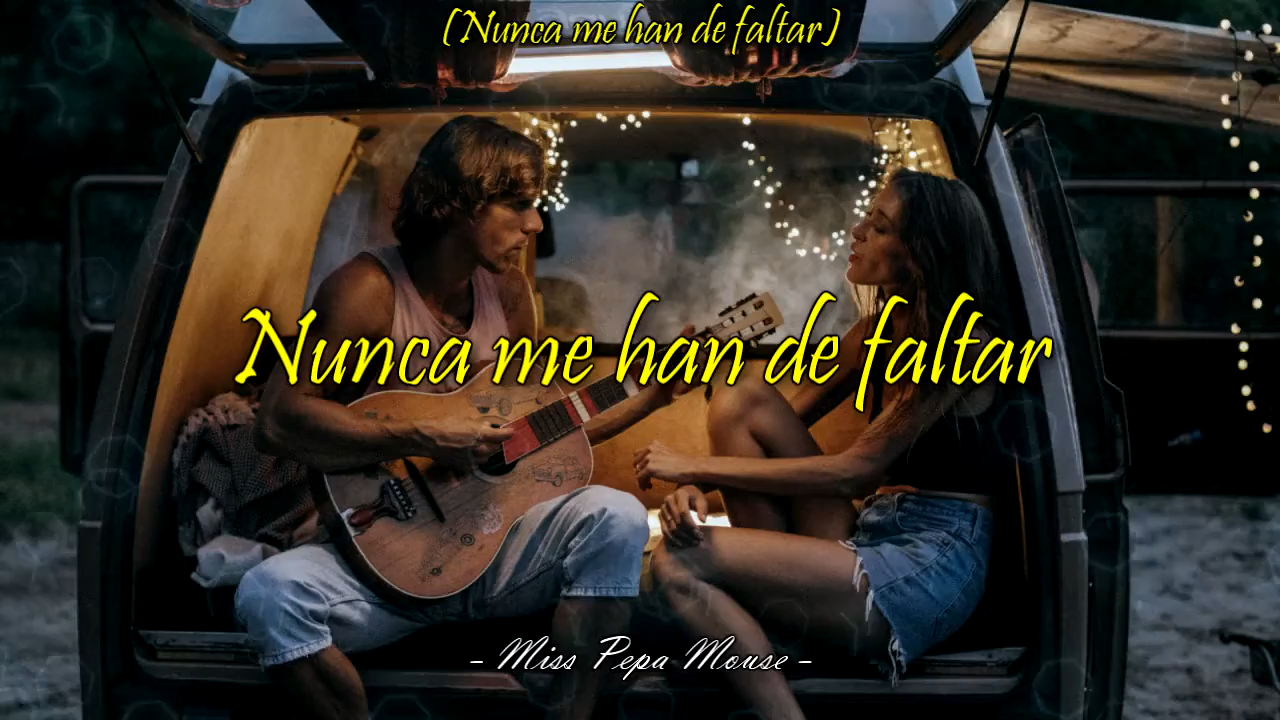 (Nunca me han de faltar)
Nunca me han de faltar
- Miss Pepa Mouse -